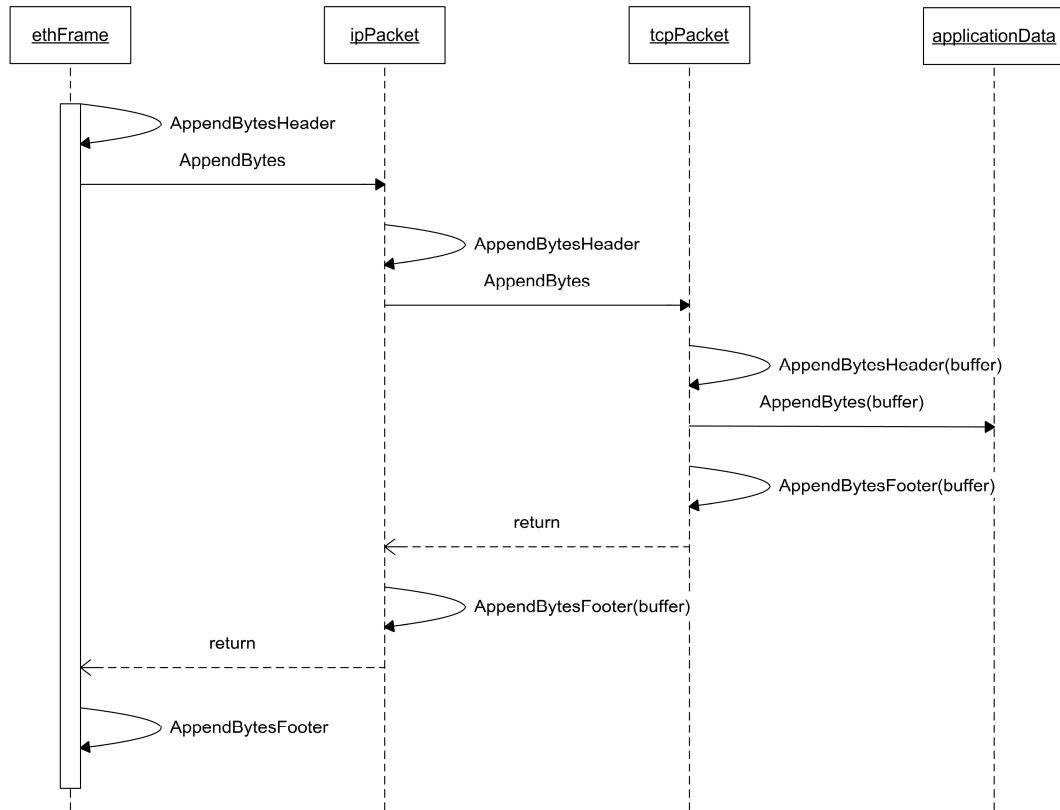 ethFrame
ipPacket
tcpPacket
applicationData
AppendBytesHeader
AppendBytes
AppendBytesHeader
AppendBytes
AppendBytesHeader(buffer)
AppendBytes(buffer)
AppendBytesFooter(buffer)
return
AppendBytesFooter(buffer)
return
AppendBytesFooter